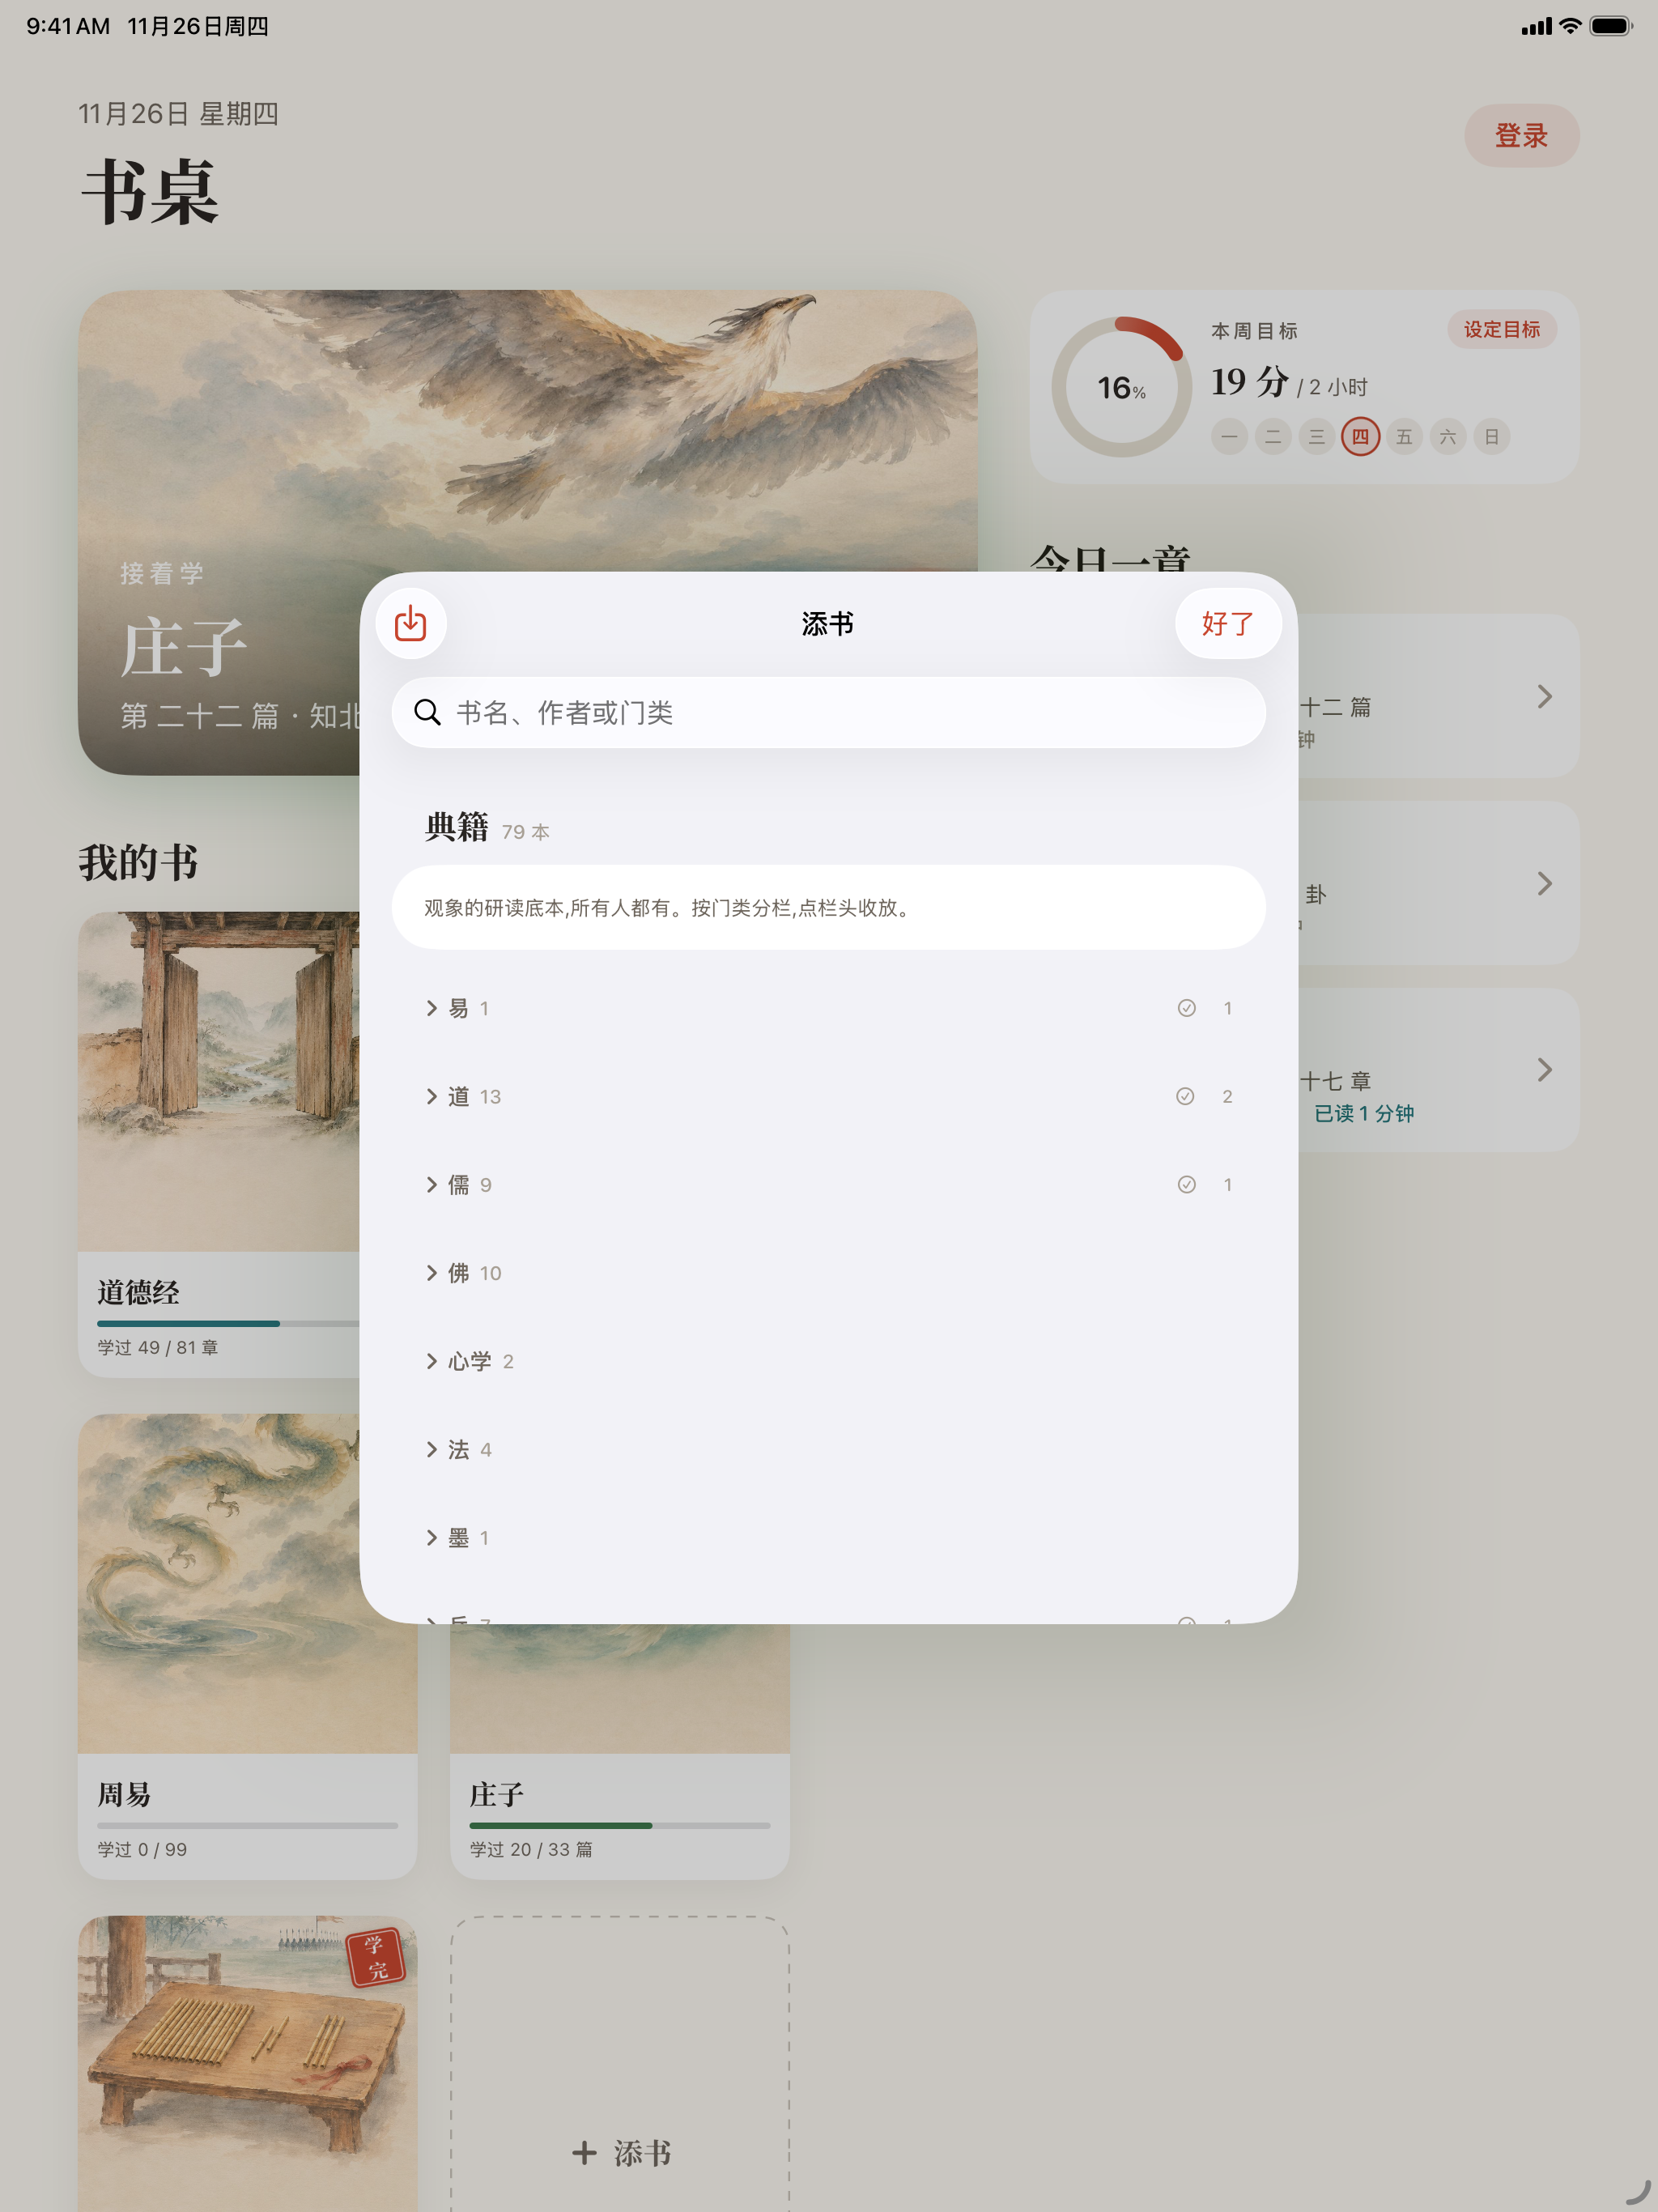 9:41 AM 11月26日周四
11月26日 星期四
书桌
登录
接着学
庄子
第 二十二 篇 · 知北
16%
本周目标
设定目标
19 分 / 2 小时
一 二 三 四 五 六 日
今日一章
十二 篇
钟
卦
十七 章
已读 1 分钟
添书
好了
书名、作者或门类
典籍 79 本
观象的研读底本,所有人都有。按门类分栏,点栏头收放。
易 1 1
道 13 2
儒 9 1
佛 10
心学 2
法 4
墨 1
兵 7 1
我的书
道德经
学过 49 / 81 章
周易
学过 0 / 99
庄子
学过 20 / 33 篇
学完
添书